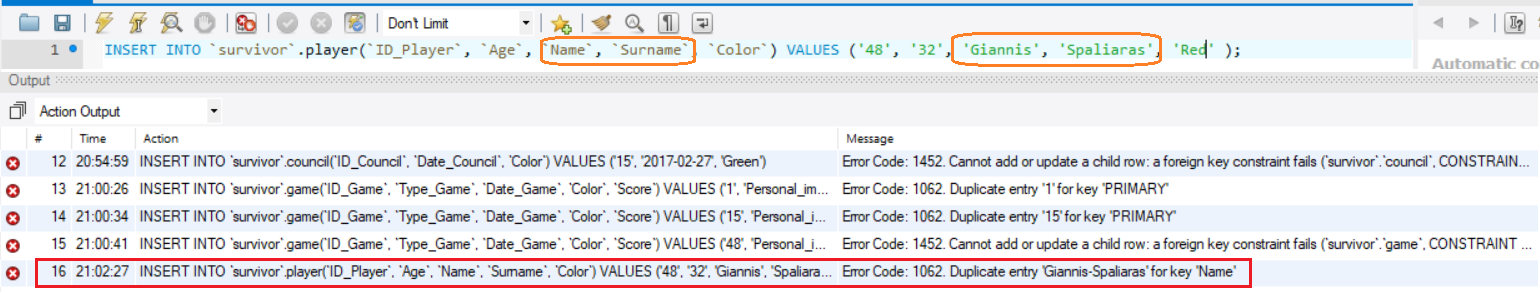 Don't Limit
1 INSERT INTO `survivor`.player(`ID_Player`, `Age`, `Name`, `Surname`, `Color`) VALUES ('48', '32', 'Giannis', 'Spaliaras', 'Red' );
Automatic co
Output
Action Output
# Time Action Message
12 20:54:59 INSERT INTO `survivor`.council(`ID_Council`, `Date_Council`, `Color`) VALUES ('15', '2017-02-27', 'Green') Error Code: 1452. Cannot add or update a child row: a foreign key constraint fails (`survivor`.`council`, CONSTRAIN...
13 21:00:26 INSERT INTO `survivor`.game(`ID_Game`, `Type_Game`, `Date_Game`, `Color`, `Score`) VALUES ('1', 'Personal_im... Error Code: 1062. Duplicate entry '1' for key 'PRIMARY'
14 21:00:34 INSERT INTO `survivor`.game(`ID_Game`, `Type_Game`, `Date_Game`, `Color`, `Score`) VALUES ('15', 'Personal_i... Error Code: 1062. Duplicate entry '15' for key 'PRIMARY'
15 21:00:41 INSERT INTO `survivor`.game(`ID_Game`, `Type_Game`, `Date_Game`, `Color`, `Score`) VALUES ('48', 'Personal_i... Error Code: 1452. Cannot add or update a child row: a foreign key constraint fails (`survivor`.`game`, CONSTRAINT ...
16 21:02:27 INSERT INTO `survivor`.player(`ID_Player`, `Age`, `Name`, `Surname`, `Color`) VALUES ('48', '32', 'Giannis', 'Spaliara... Error Code: 1062. Duplicate entry 'Giannis-Spaliaras' for key 'Name'